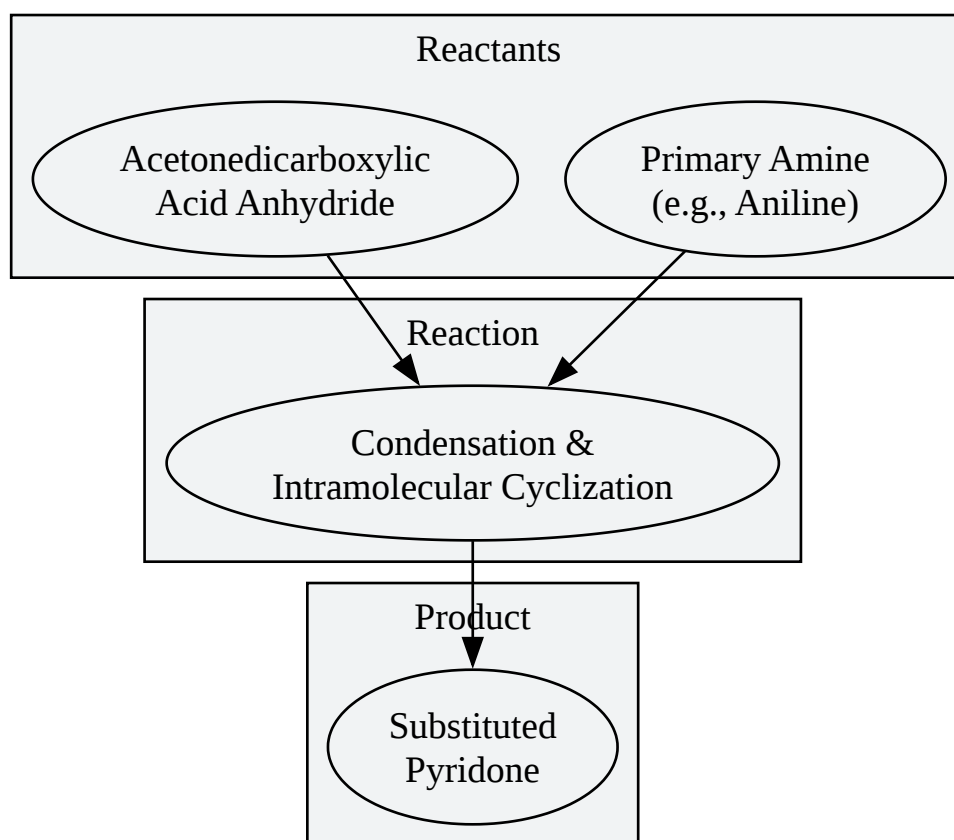 Reactants
Acetonedicarboxylic
Acid Anhydride
Primary Amine
(e.g., Aniline)
Reaction
Condensation &
Intramolecular Cyclization
Product
Substituted
Pyridone